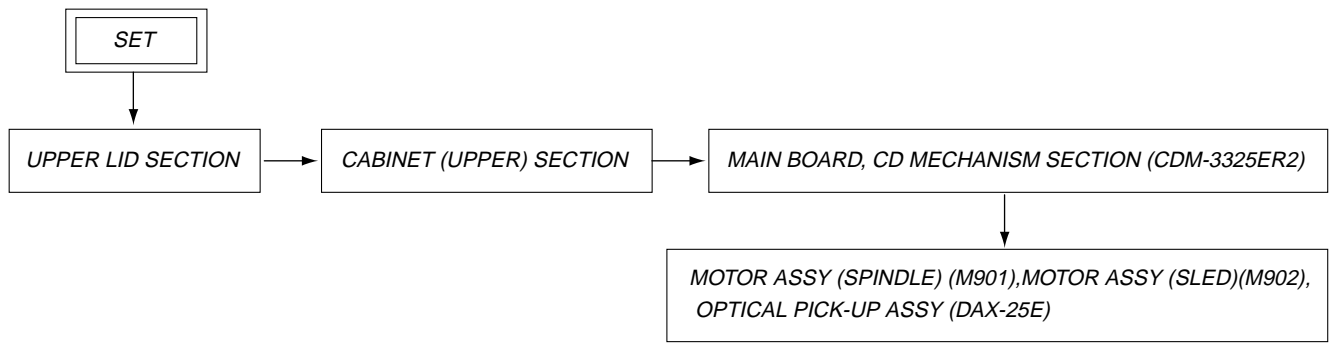 SET
UPPER LID SECTION
CABINET (UPPER) SECTION
MAIN BOARD, CD MECHANISM SECTION (CDM-3325ER2)
MOTOR ASSY (SPINDLE) (M901),MOTOR ASSY (SLED)(M902),
OPTICAL PICK-UP ASSY (DAX-25E)